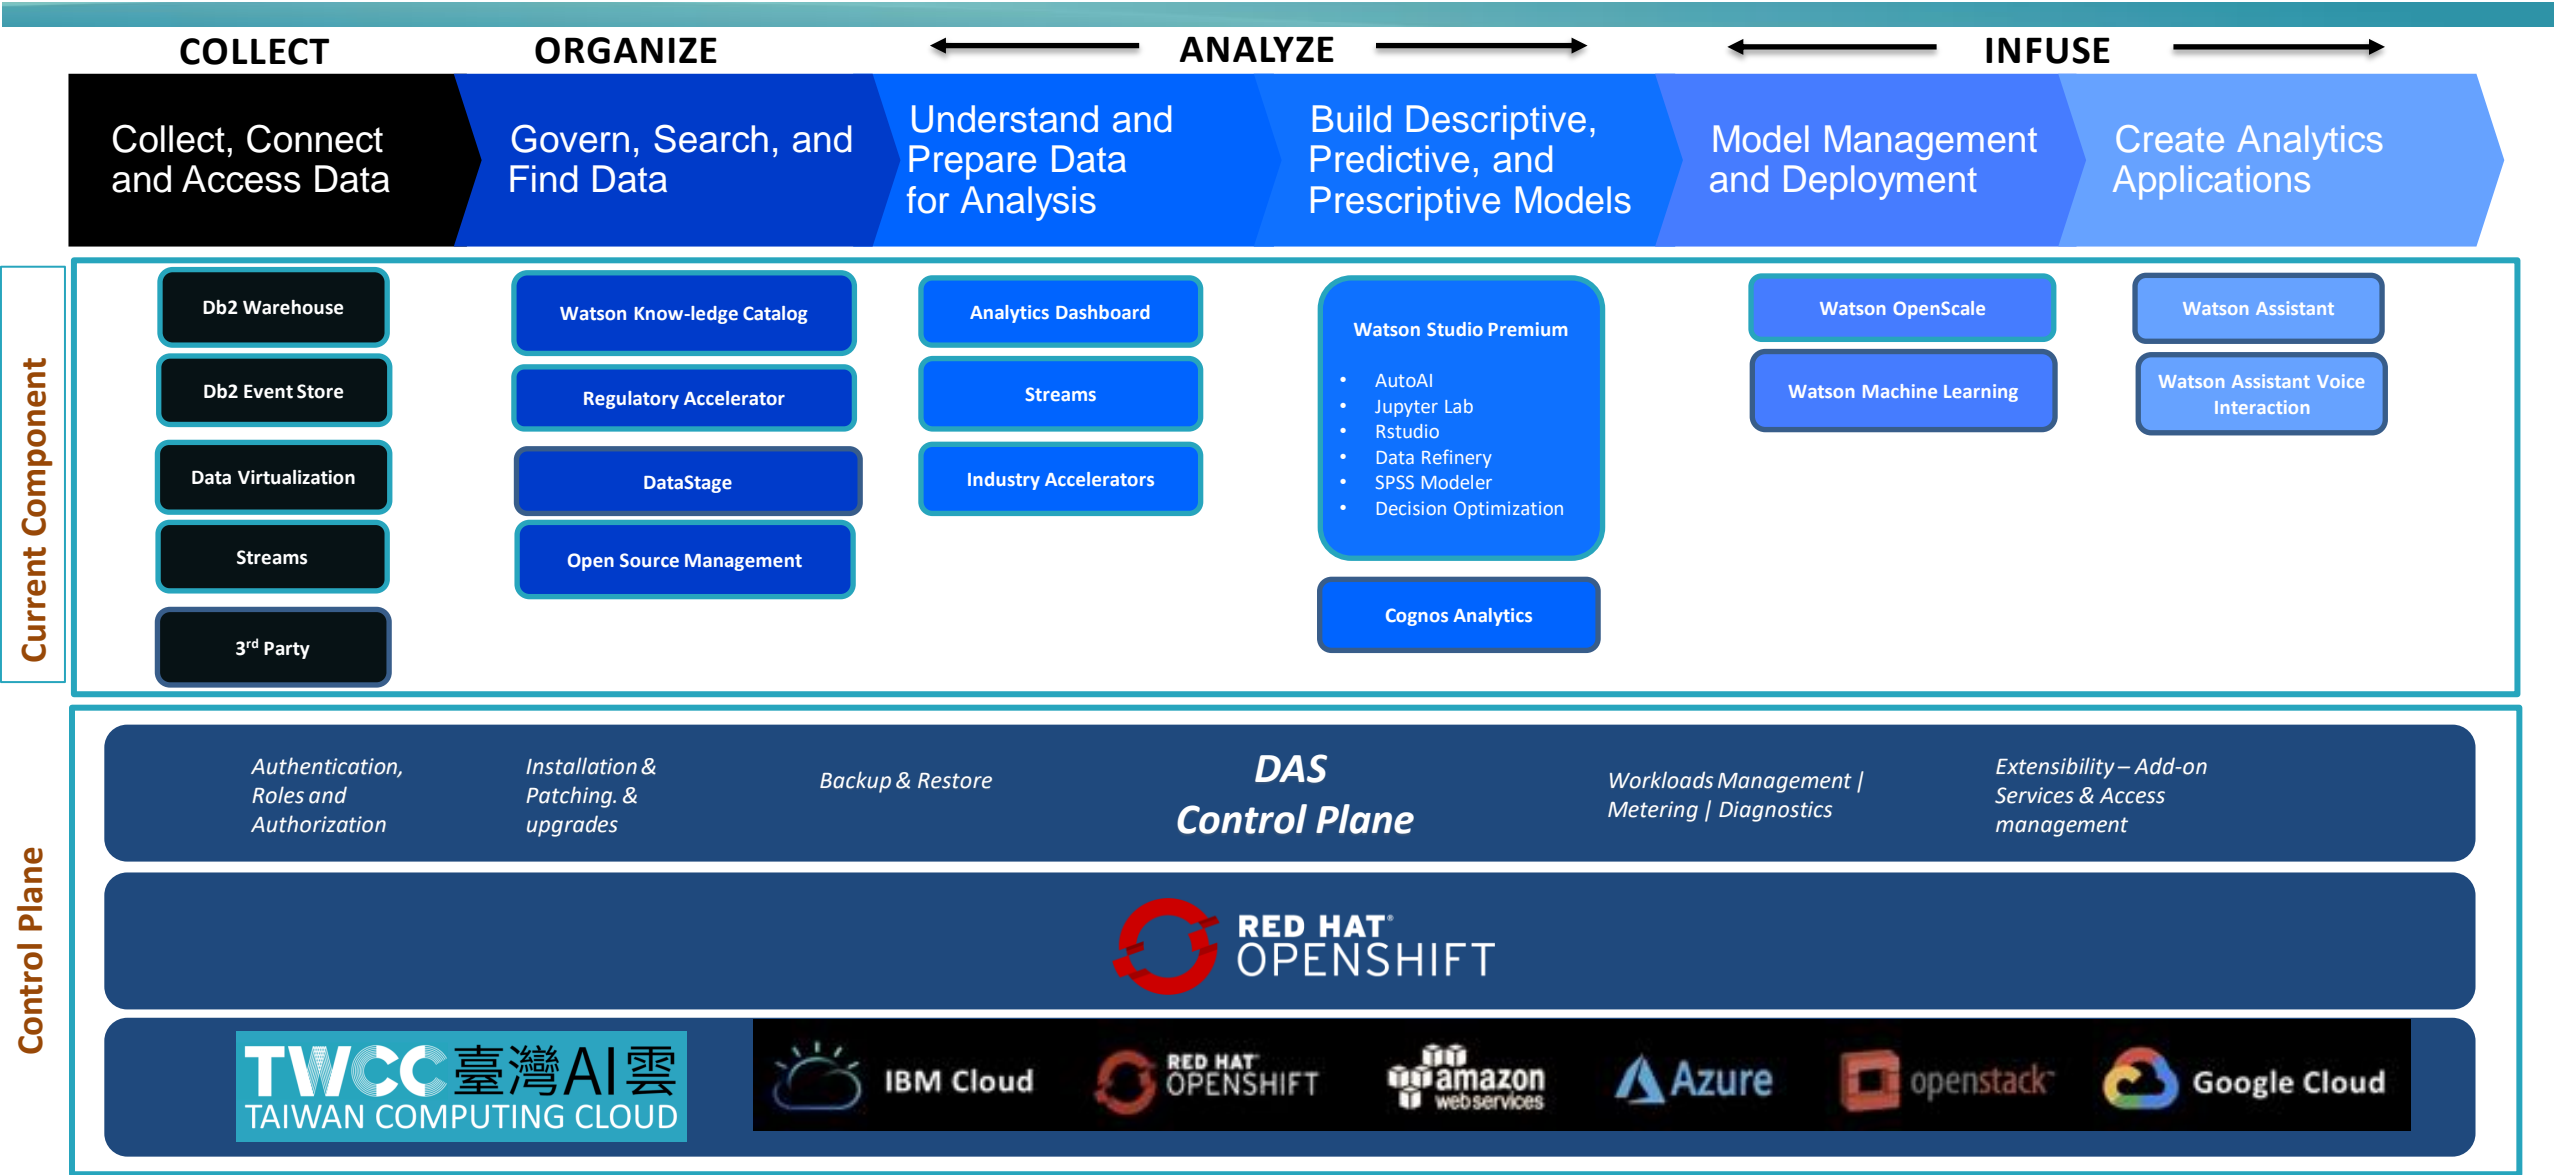 COLLECT
ORGANIZE
ANALYZE
INFUSE
Collect, Connect
and Access Data
Govern, Search, and
Find Data
Understand and
Prepare Data
for Analysis
Build Descriptive,
Predictive, and
Prescriptive Models
Model Management
and Deployment
Create Analytics
Applications
Current Component
Db2 Warehouse
Db2 Event Store
Data Virtualization
Streams
3rd Party
Watson Know-ledge Catalog
Regulatory Accelerator
DataStage
Open Source Management
Analytics Dashboard
Streams
Industry Accelerators
Watson Studio Premium
• AutoAI
• Jupyter Lab
• Rstudio
• Data Refinery
• SPSS Modeler
• Decision Optimization
Cognos Analytics
Watson OpenScale
Watson Machine Learning
Watson Assistant
Watson Assistant Voice
Interaction
Control Plane
Authentication,
Roles and
Authorization
Installation &
Patching. &
upgrades
Backup & Restore
DAS
Control Plane
Workloads Management |
Metering | Diagnostics
Extensibility – Add-on
Services & Access
management
RED HAT®
OPENSHIFT
TWCC臺灣AI雲
TAIWAN COMPUTING CLOUD
IBM Cloud
RED HAT
OPENSHIFT
amazon
webservices
Azure
openstack
Google Cloud